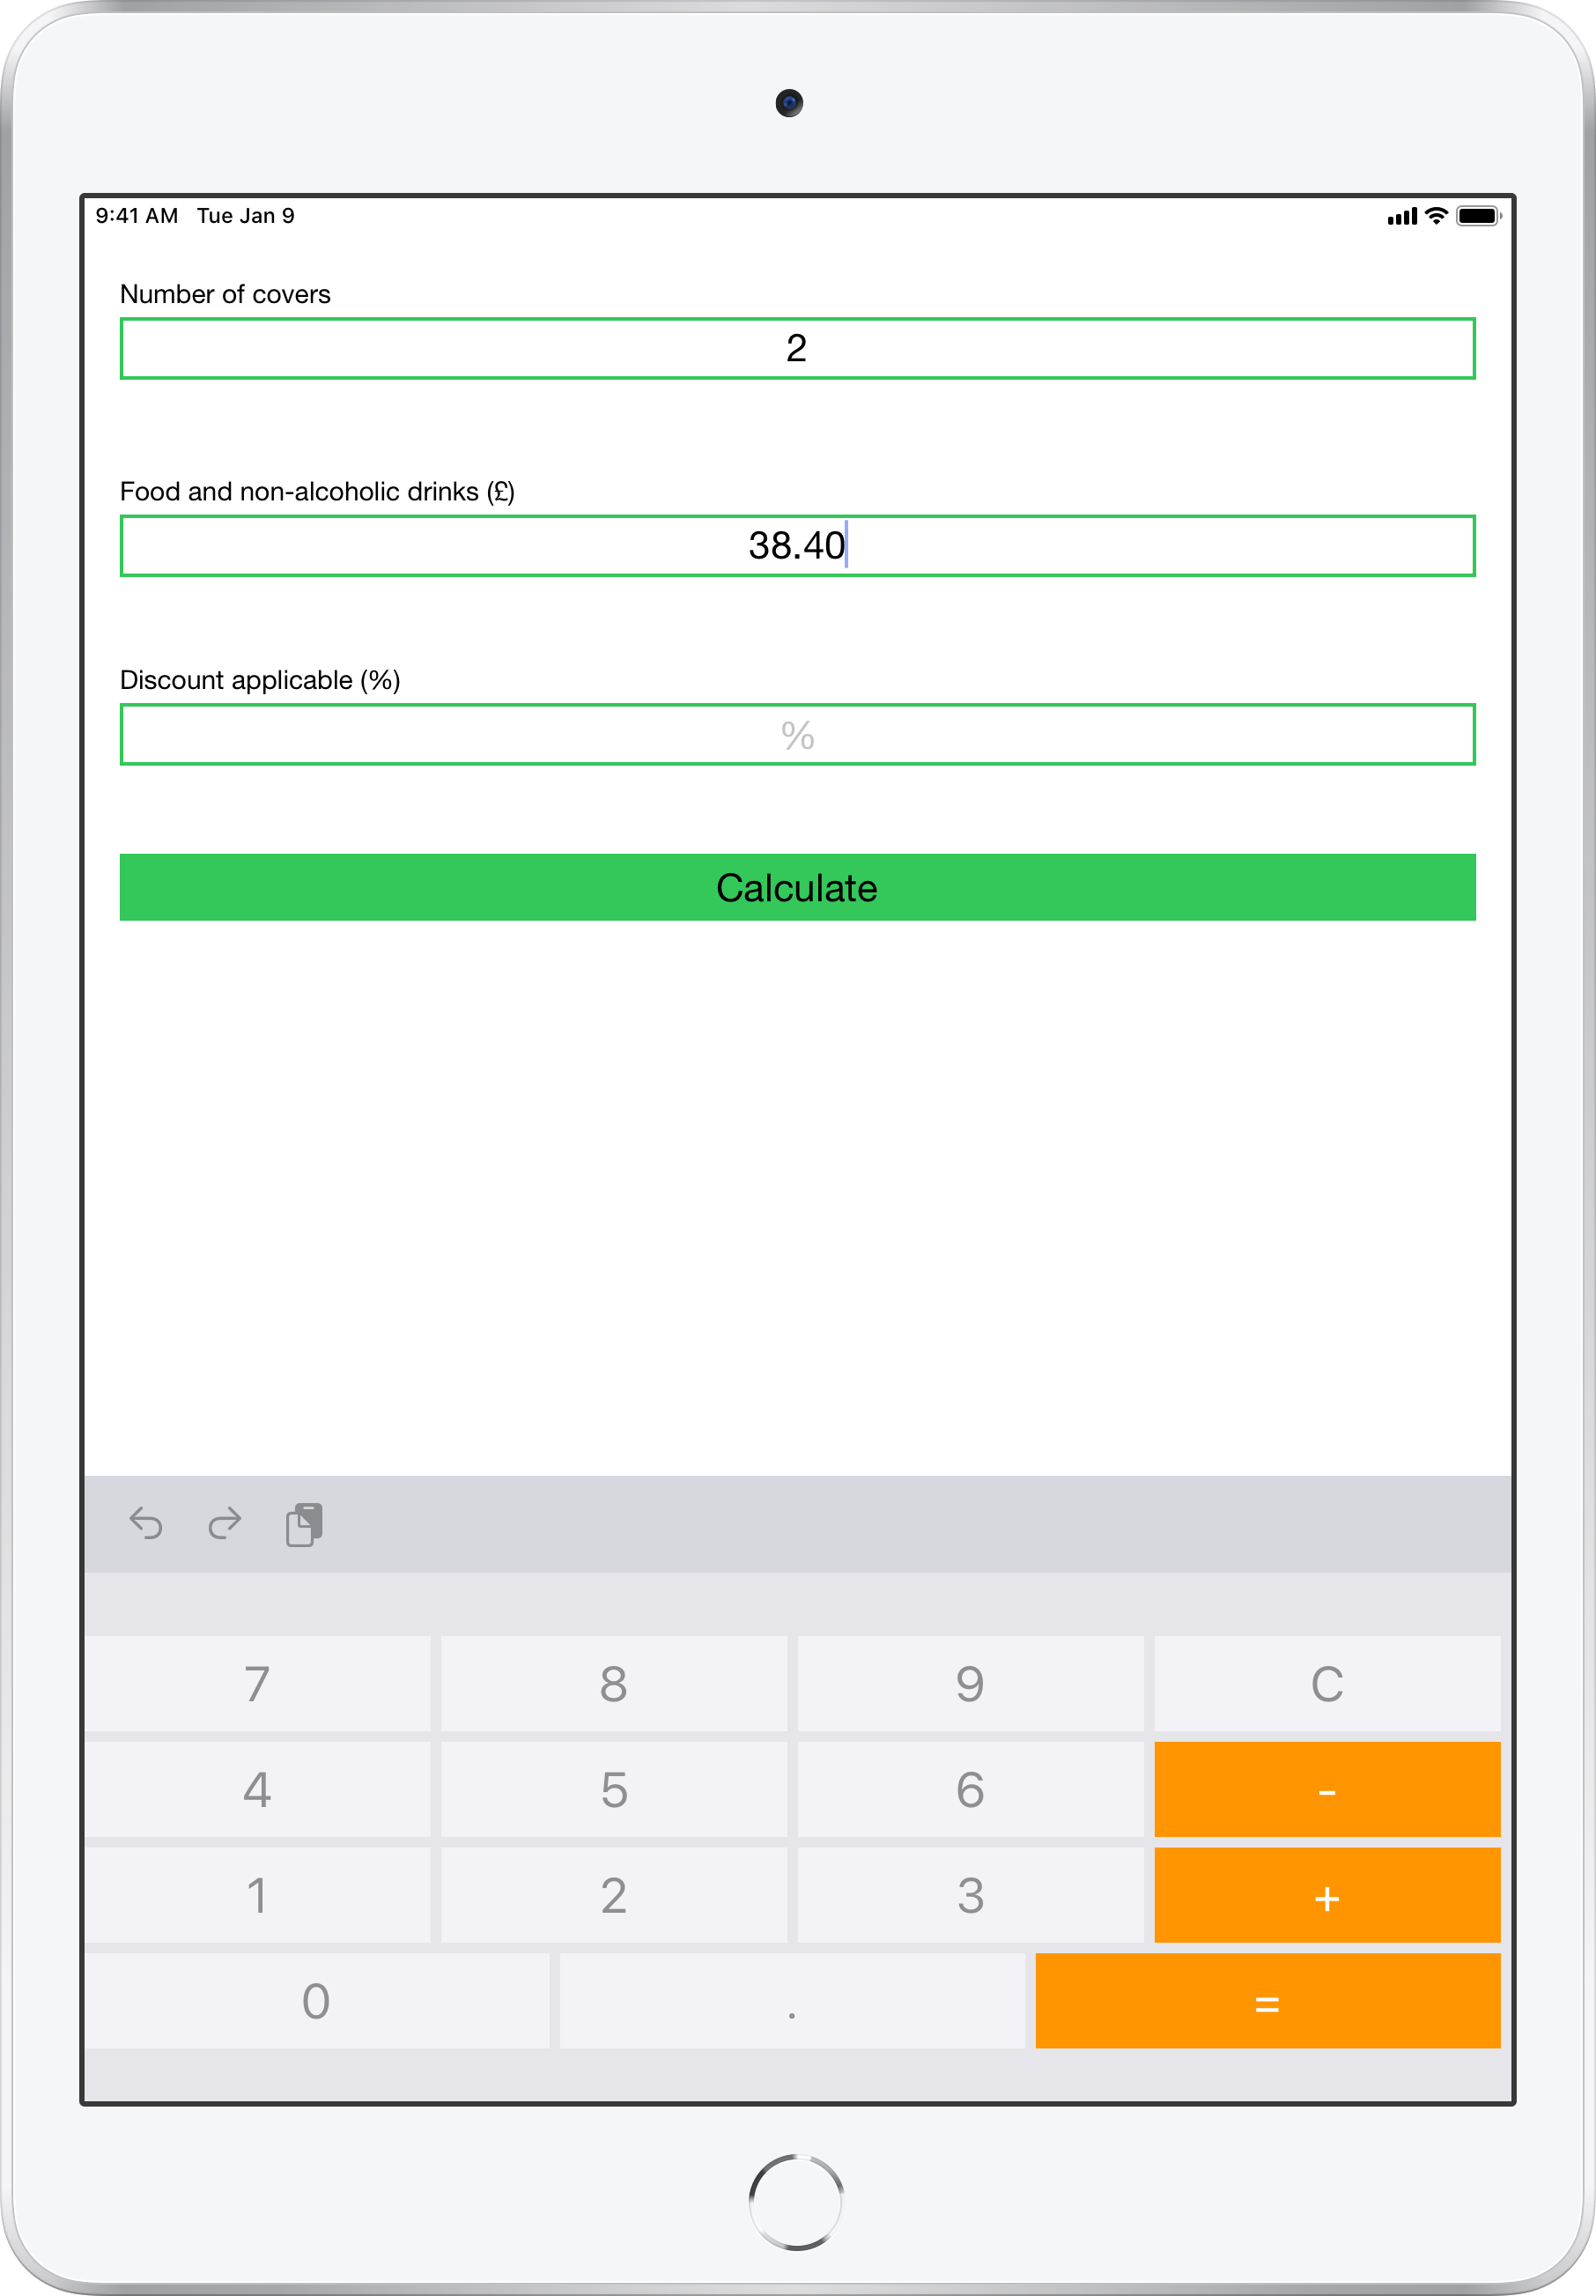 9:41 AM Tue Jan 9
Number of covers
2
Food and non-alcoholic drinks (£)
38.40
Discount applicable (%)
%
Calculate
7 8 9 C
4 5 6 -
1 2 3 +
0 . =